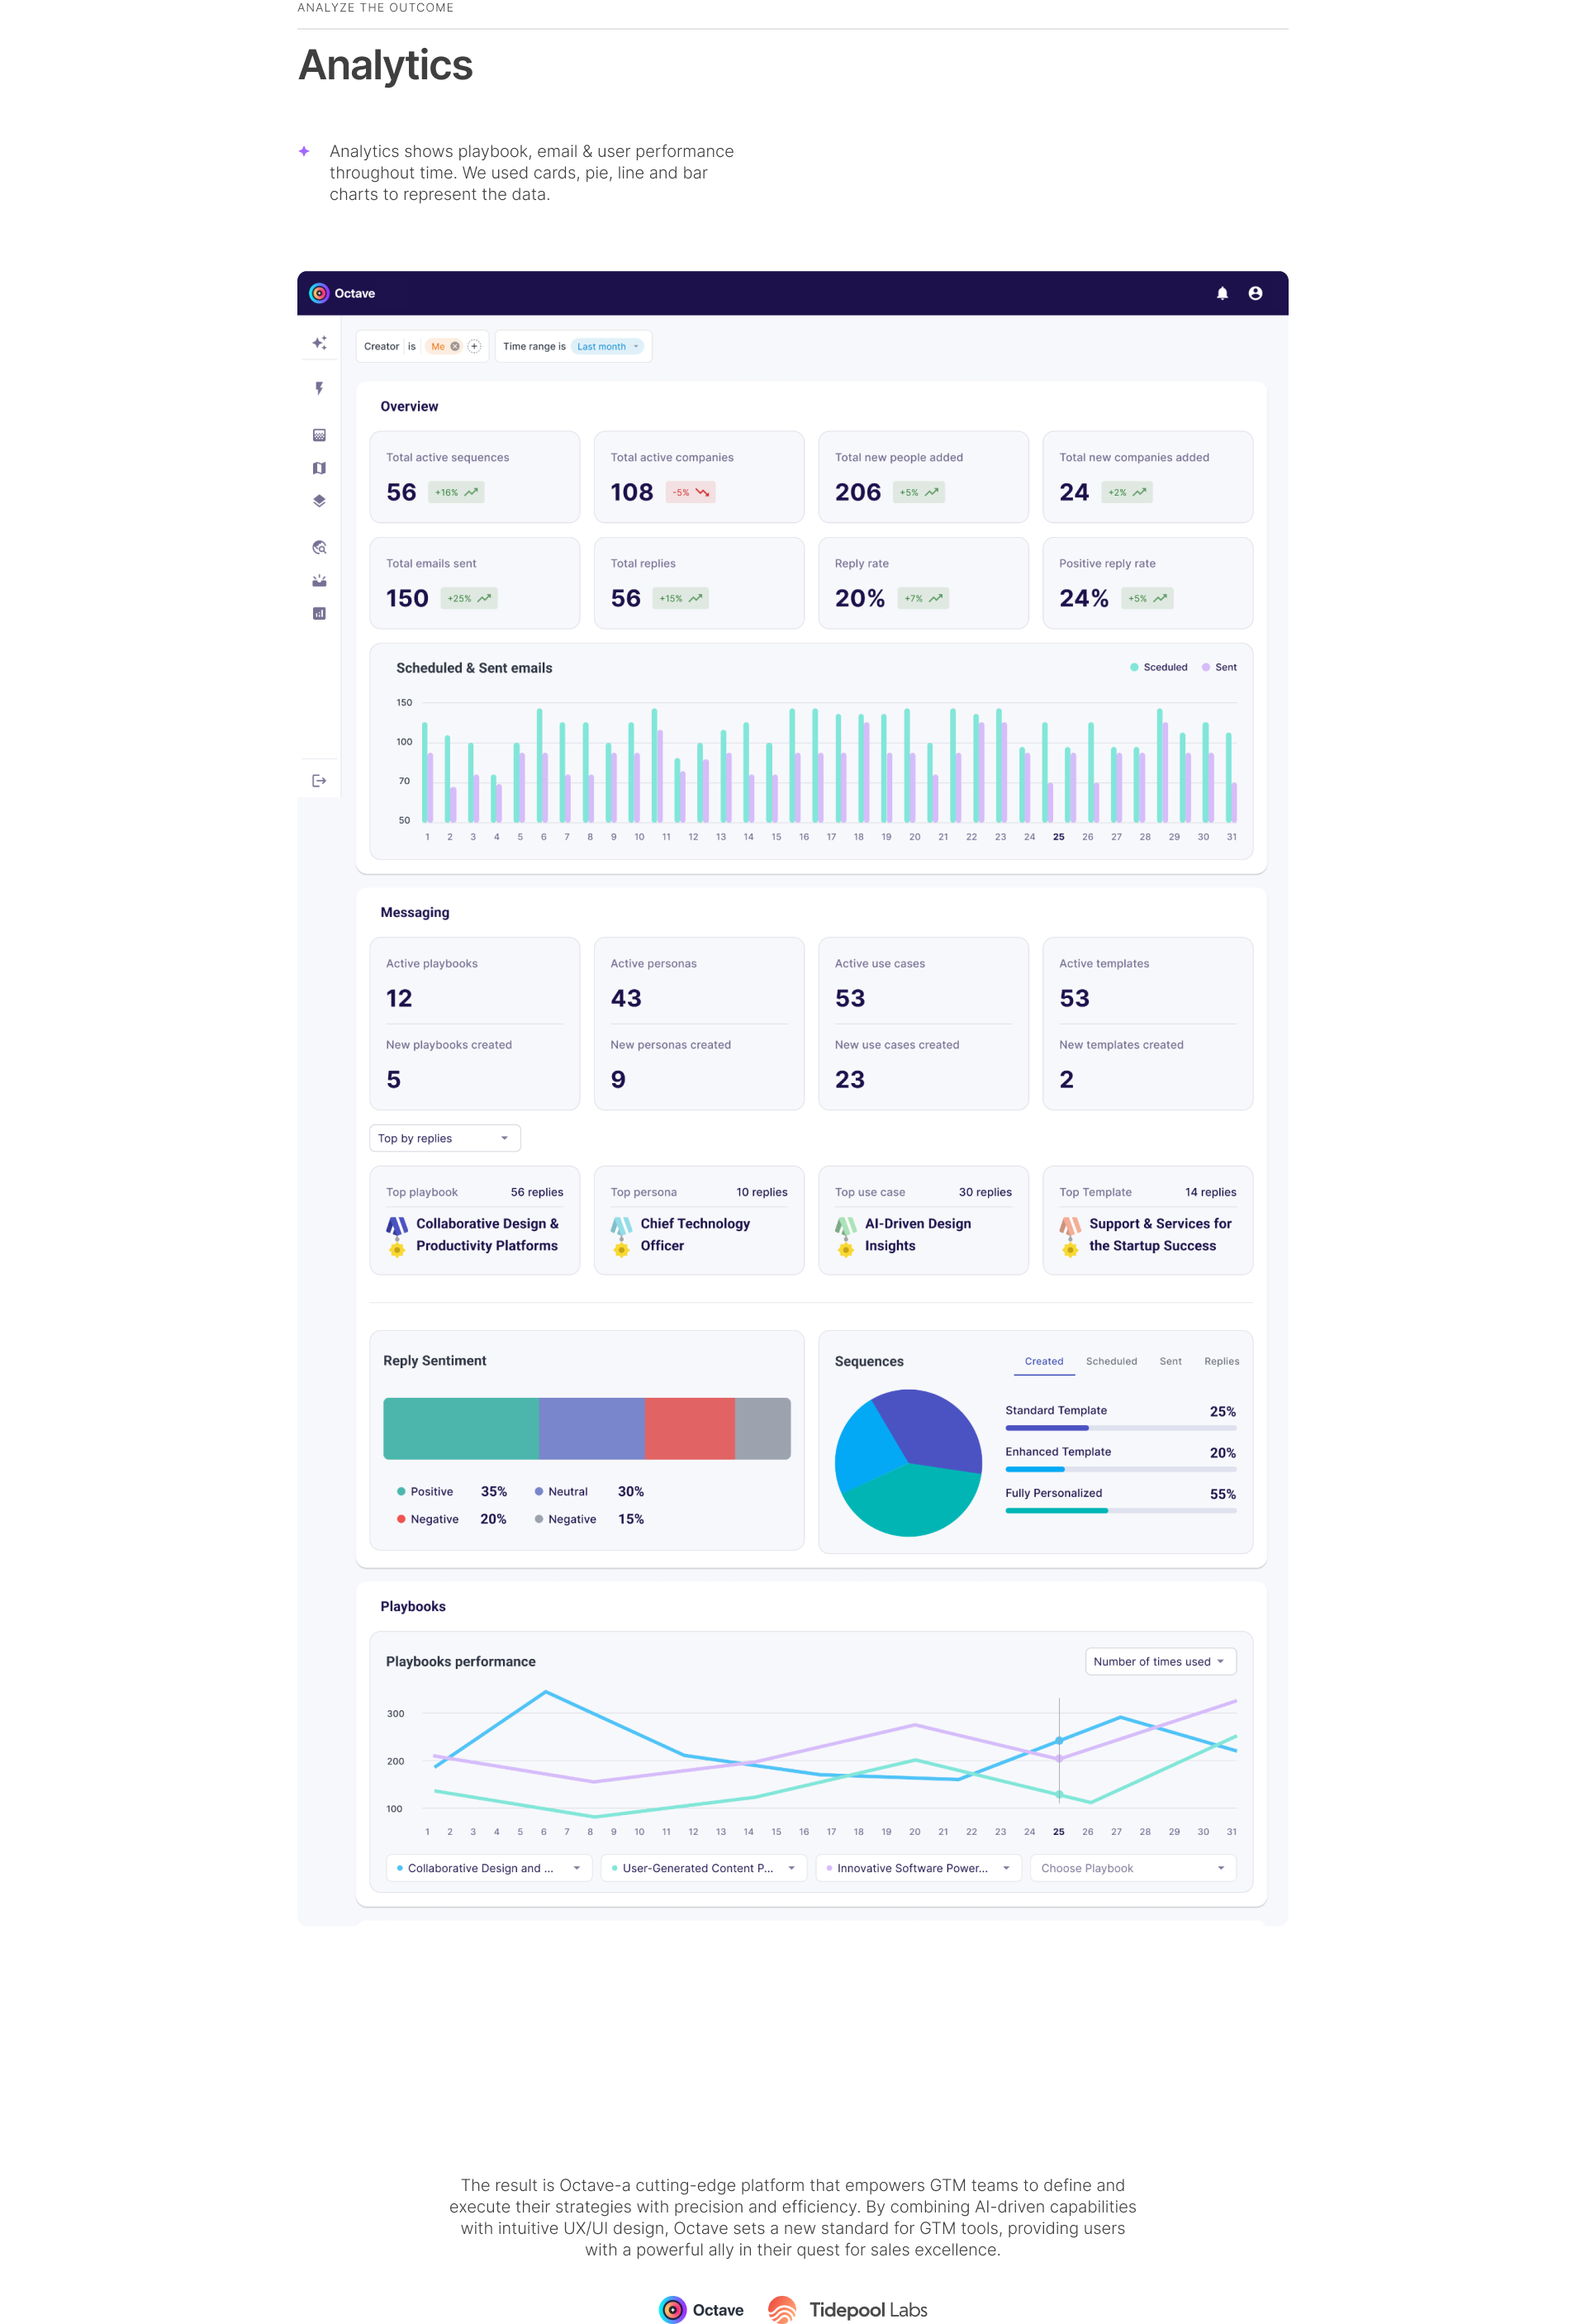 ANALYZE THE OUTCOME
Analytics
Analytics shows playbook, email & user performance
throughout time. We used cards, pie, line and bar
charts to represent the data.
Octave
Creator is Me Time range is Last month
Overview
Total active sequences
56 +16%
Total active companies
108 -5%
Total new people added
206 +5%
Total new companies added
24 +2%
Total emails sent
150 +25%
Total replies
56 +15%
Reply rate
20% +7%
Positive reply rate
24% +5%
Scheduled & Sent emails
Sceduled Sent
150
100
70
50
1 2 3 4 5 6 7 8 9 10 11 12 13 14 15 16 17 18 19 20 21 22 23 24 25 26 27 28 29 30 31
Messaging
Active playbooks
12
New playbooks created
5
Active personas
43
New personas created
9
Active use cases
53
New use cases created
23
Active templates
53
New templates created
2
Top by replies
Top playbook 56 replies
Collaborative Design &
Productivity Platforms
Top persona 10 replies
Chief Technology
Officer
Top use case 30 replies
AI-Driven Design
Insights
Top Template 14 replies
Support & Services for
the Startup Success
Reply Sentiment
Positive 35% Neutral 30%
Negative 20% Negative 15%
Sequences
Created Scheduled Sent Replies
Standard Template 25%
Enhanced Template 20%
Fully Personalized 55%
Playbooks
Playbooks performance
Number of times used
300
200
100
1 2 3 4 5 6 7 8 9 10 11 12 13 14 15 16 17 18 19 20 21 22 23 24 25 26 27 28 29 30 31
Collaborative Design and ... User-Generated Content P... Innovative Software Power... Choose Playbook
The result is Octave-a cutting-edge platform that empowers GTM teams to define and
execute their strategies with precision and efficiency. By combining AI-driven capabilities
with intuitive UX/UI design, Octave sets a new standard for GTM tools, providing users
with a powerful ally in their quest for sales excellence.
Octave Tidepool Labs